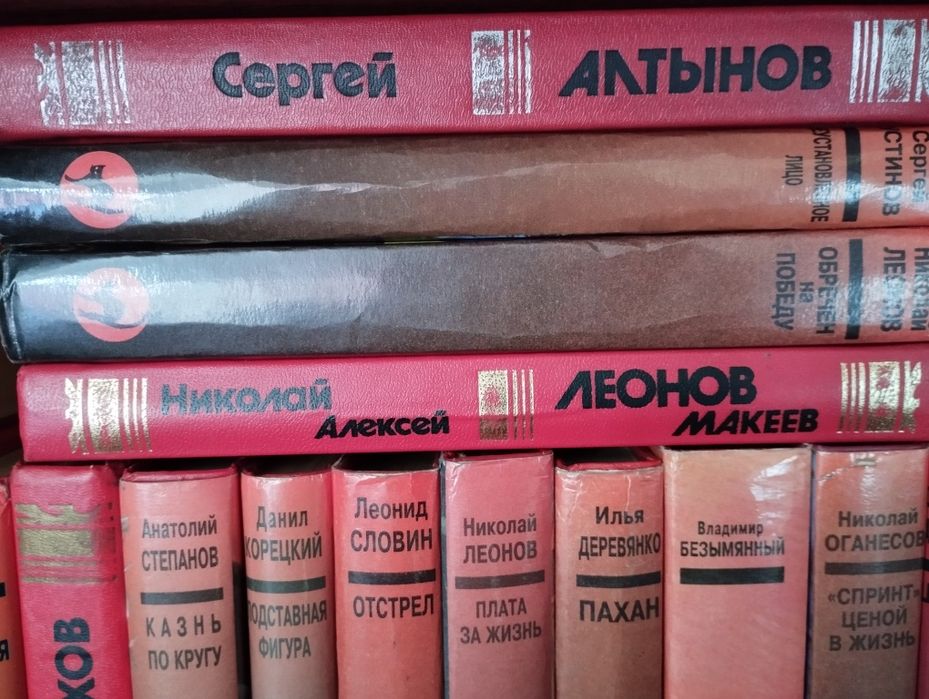 Сергей АЛТЫНОВ
Сергей
УСТИНОВ
ЛИЦО
Николай
ЛЕОНОВ
ОБРЕЧЕН
на
ПОБЕДУ
Николай ЛЕОНОВ
Алексей МАКЕЕВ
ХОВ
Анатолий
СТЕПАНОВ
КАЗНЬ
ПО КРУГУ
Данил
КОРЕЦКИЙ
ПОДСТАВНАЯ
ФИГУРА
Леонид
СЛОВИН
ОТСТРЕЛ
Николай
ЛЕОНОВ
ПЛАТА
ЗА ЖИЗНЬ
Илья
ДЕРЕВЯНКО
ПАХАН
Владимир
БЕЗЫМЯННЫЙ
Николай
ОГАНЕСОВ
«СПРИНТ»
ЦЕНОЙ
В ЖИЗНЬ